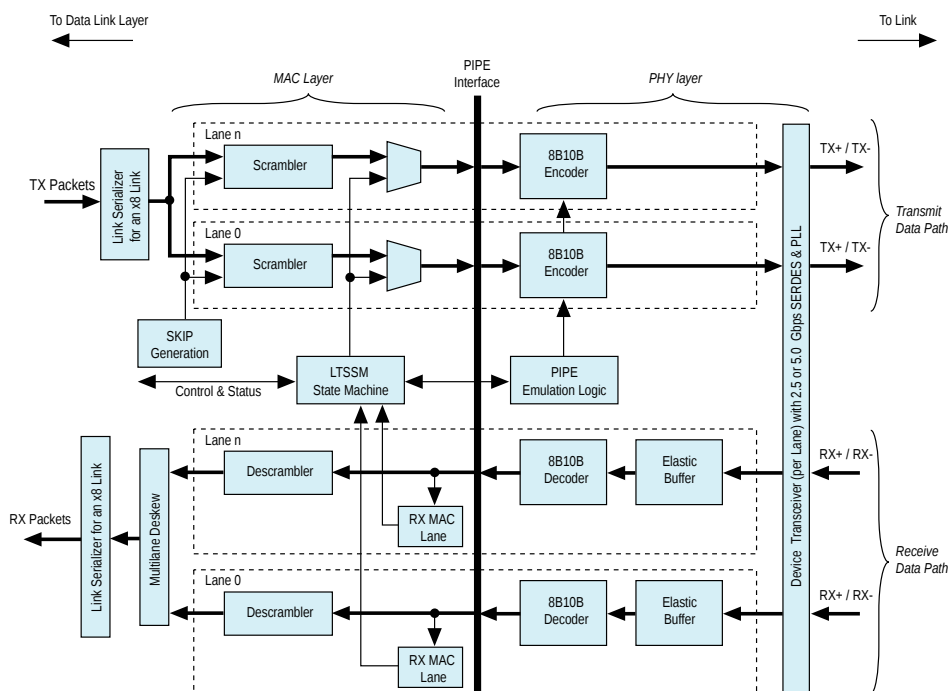 To Data Link Layer
To Link
MAC Layer
PIPE
Interface
PHY layer
Lane n
Scrambler
8B10B
Encoder
TX+ / TX-
TX Packets
Link Serializer
for an x8 Link
Transmit
Data Path
Lane 0
Scrambler
8B10B
Encoder
TX+ / TX-
SKIP
Generation
Control & Status
LTSSM
State Machine
PIPE
Emulation Logic
Device Transceiver (per Lane) with 2.5 or 5.0 Gbps SERDES & PLL
Lane n
Descrambler
8B10B
Decoder
Elastic
Buffer
RX+ / RX-
RX MAC
Lane
RX Packets
Link Serializer for an x8 Link
Multilane Deskew
Receive
Data Path
Lane 0
Descrambler
8B10B
Decoder
Elastic
Buffer
RX+ / RX-
RX MAC
Lane